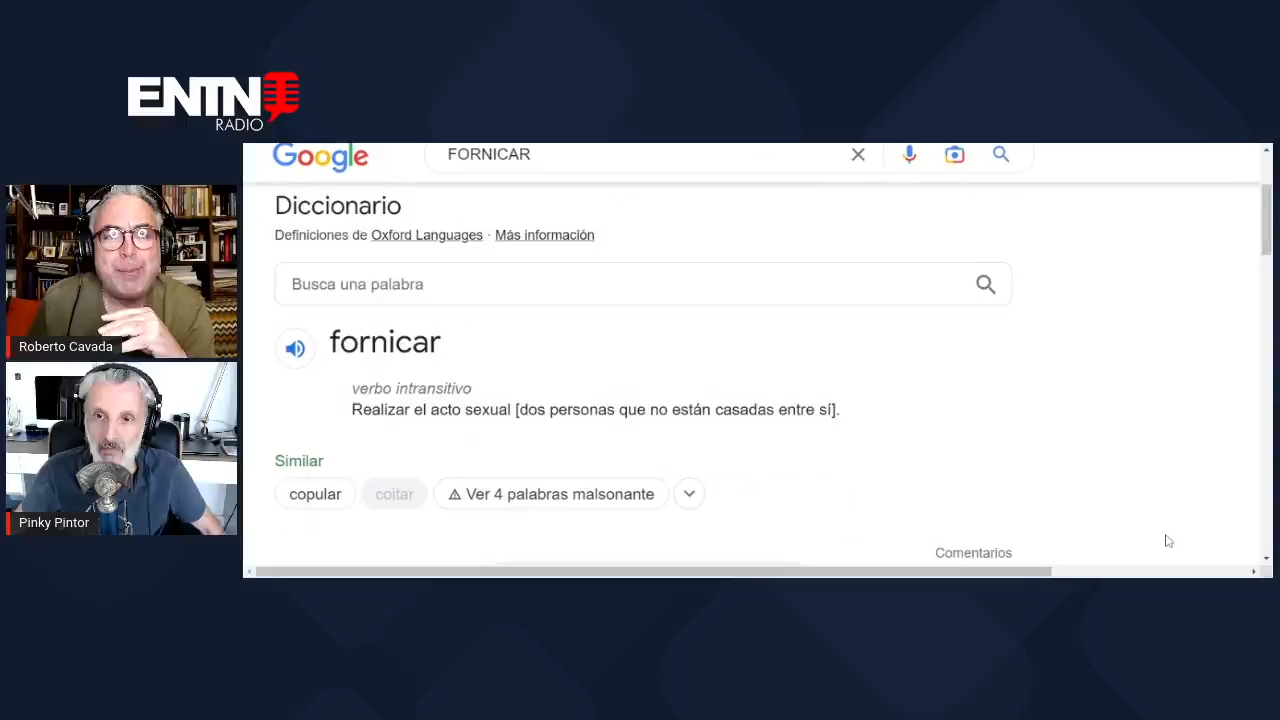 ENTN
RADIO
Google
FORNICAR
Diccionario
Definiciones de Oxford Languages · Más información
Busca una palabra
fornicar
verbo intransitivo
Realizar el acto sexual [dos personas que no están casadas entre sí].
Similar
copular
coitar
⚠ Ver 4 palabras malsonante
Comentarios
Roberto Cavada
Pinky Pintor